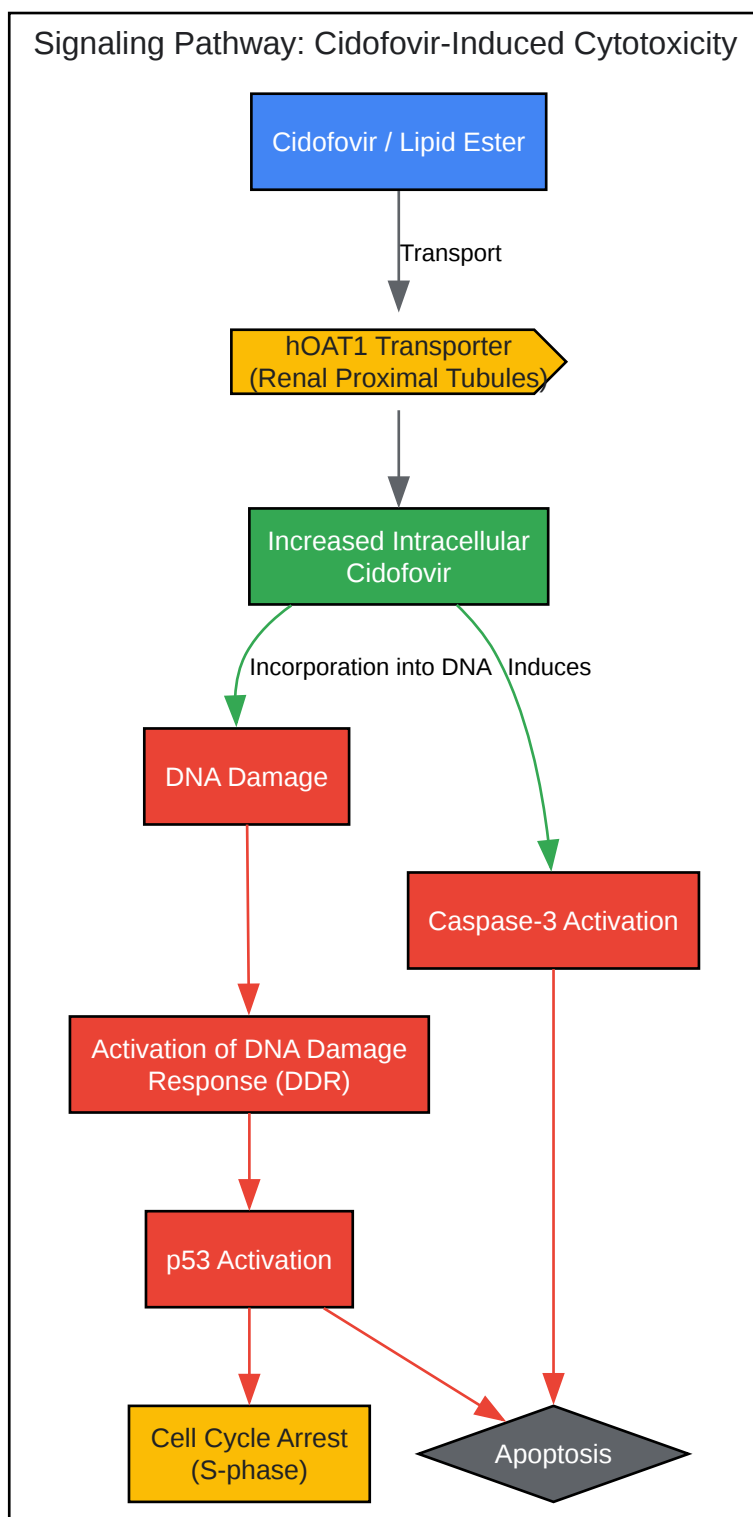 Signaling Pathway: Cidofovir-Induced Cytotoxicity
Cidofovir / Lipid Ester
Transport
hOAT1 Transporter
(Renal Proximal Tubules)
Increased Intracellular
Cidofovir
Incorporation into DNA
Induces
DNA Damage
Caspase-3 Activation
Activation of DNA Damage
Response (DDR)
p53 Activation
Cell Cycle Arrest
(S-phase)
Apoptosis